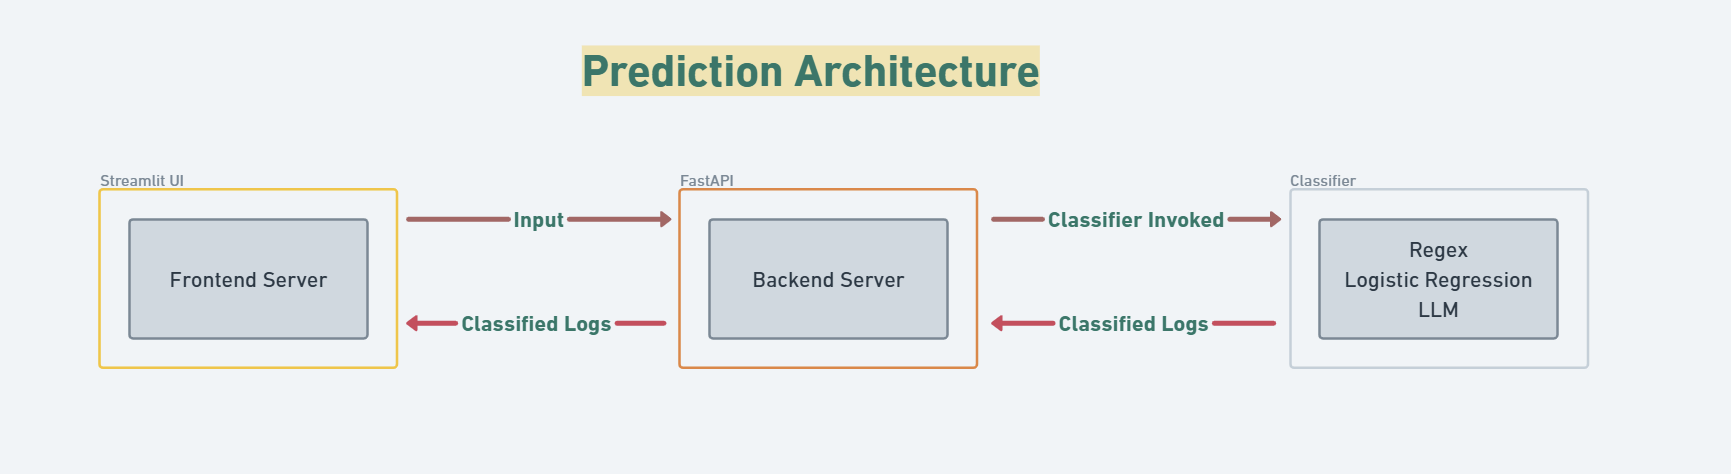 Prediction Architecture
Streamlit UI
Frontend Server
Input
Classified Logs
FastAPI
Backend Server
Classifier Invoked
Classified Logs
Classifier
Regex
Logistic Regression
LLM